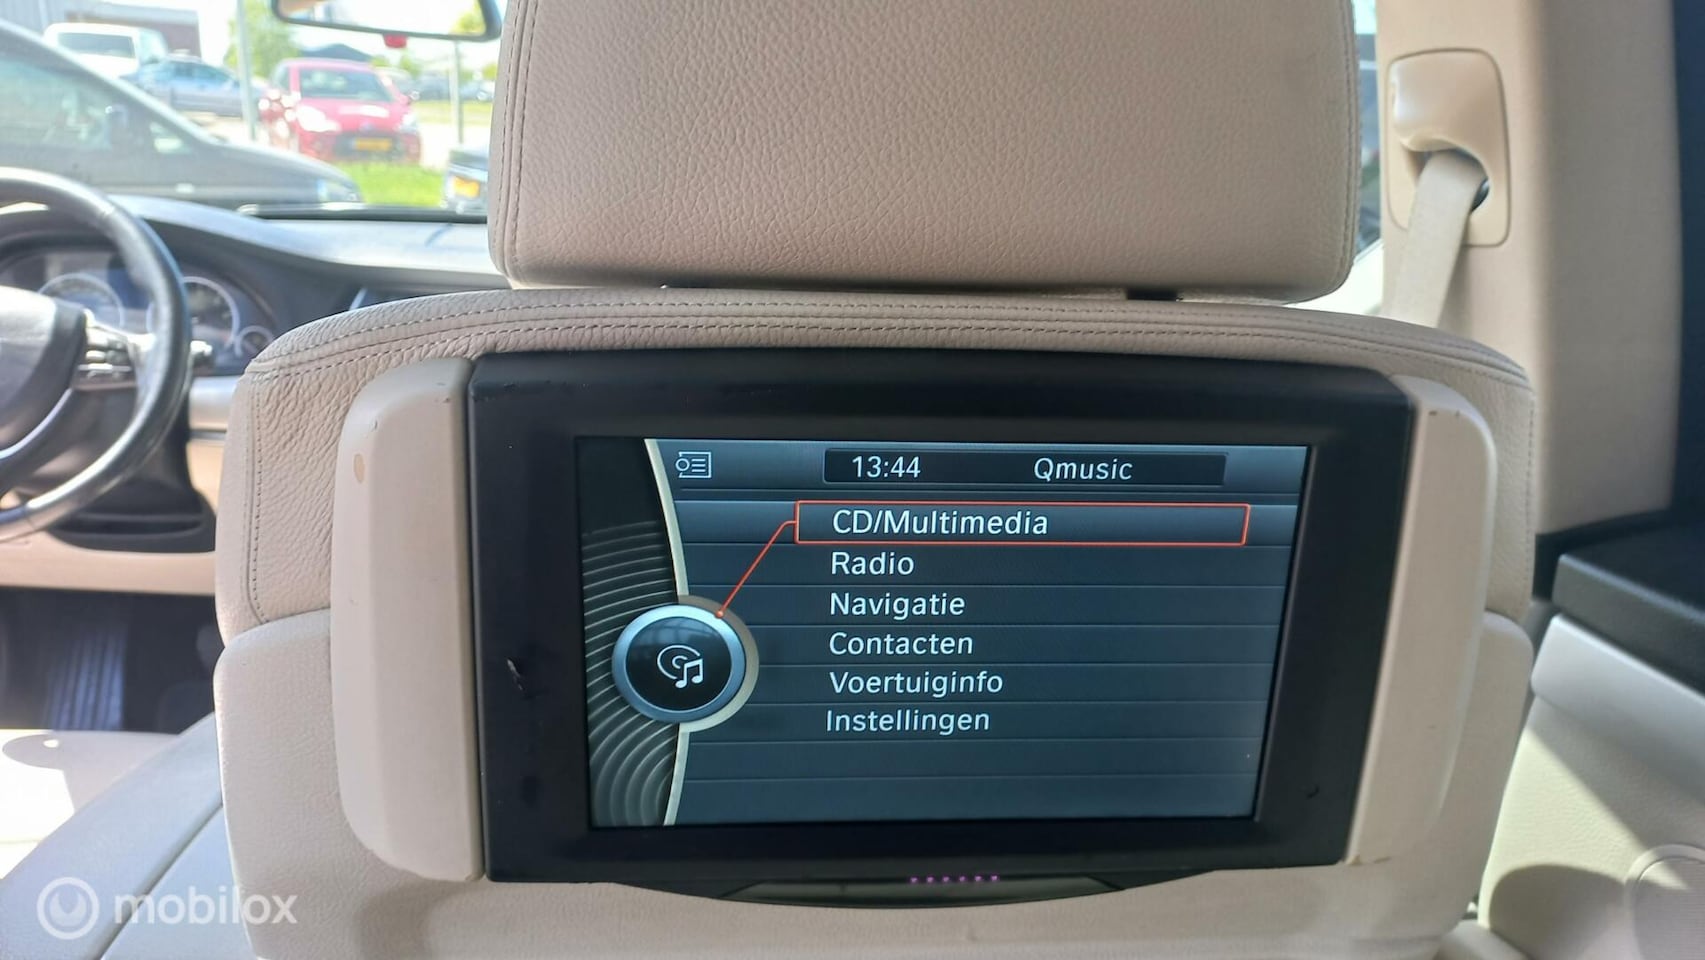 13:44 Qmusic
CD/Multimedia
Radio
Navigatie
Contacten
Voertuiginfo
Instellingen
mobilox